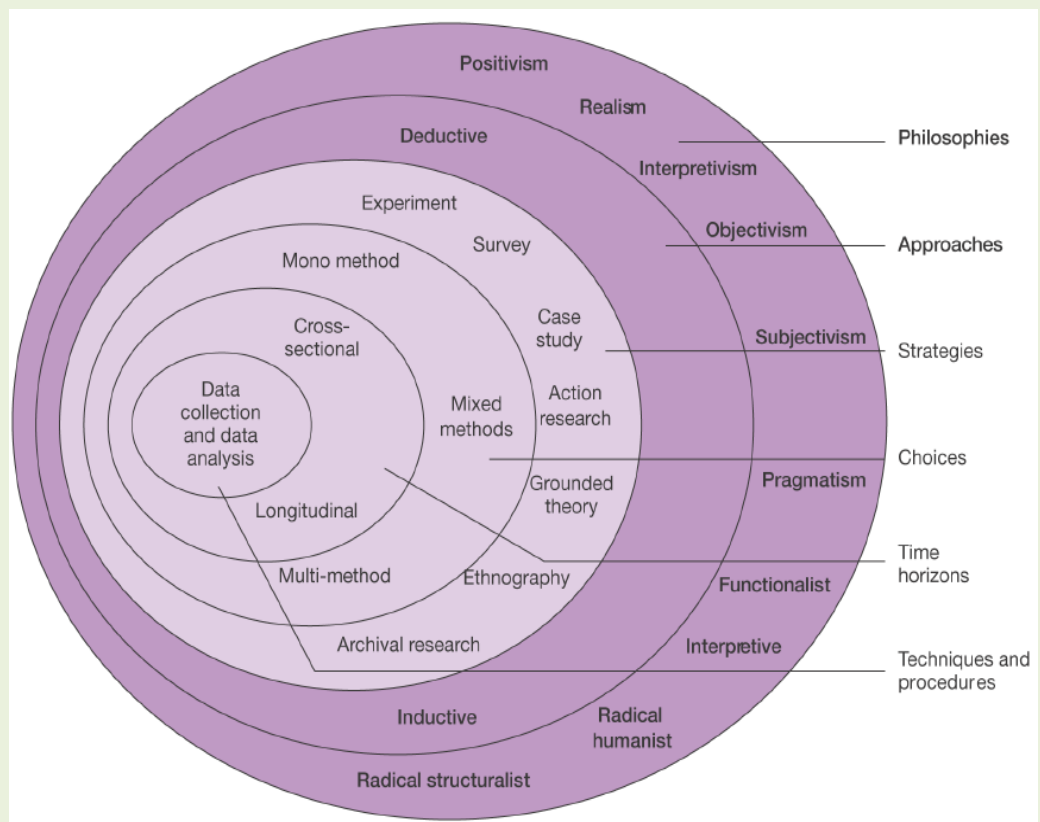 Positivism
Realism
Philosophies
Deductive
Interpretivism
Experiment
Objectivism
Survey
Approaches
Mono method
Case
study
Cross-
sectional
Subjectivism
Strategies
Data
collection
and data
analysis
Mixed
methods
Action
research
Choices
Pragmatism
Grounded
theory
Longitudinal
Time
horizons
Multi-method
Ethnography
Functionalist
Archival research
Interpretive
Techniques and
procedures
Inductive
Radical
humanist
Radical structuralist